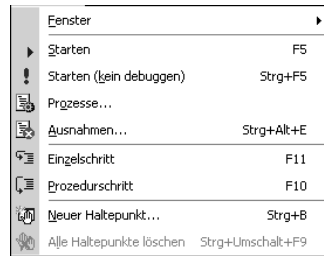 Fenster
Starten F5
Starten (kein debuggen) Strg+F5
Prozesse...
Ausnahmen... Strg+Alt+E
Einzelschritt F11
Prozedurschritt F10
Neuer Haltepunkt... Strg+B
Alle Haltepunkte löschen Strg+Umschalt+F9